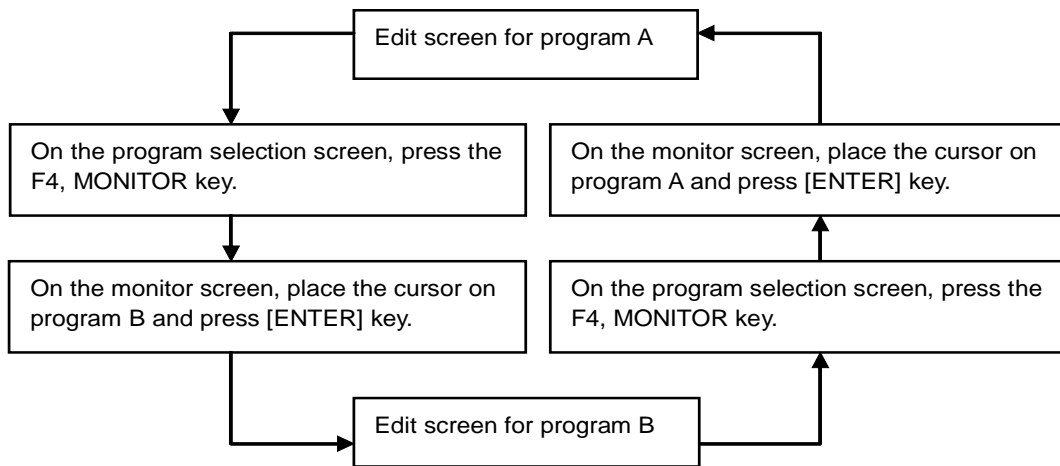 Edit screen for program A
On the program selection screen, press the
F4, MONITOR key.
On the monitor screen, place the cursor on
program B and press [ENTER] key.
Edit screen for program B
On the program selection screen, press the
F4, MONITOR key.
On the monitor screen, place the cursor on
program A and press [ENTER] key.